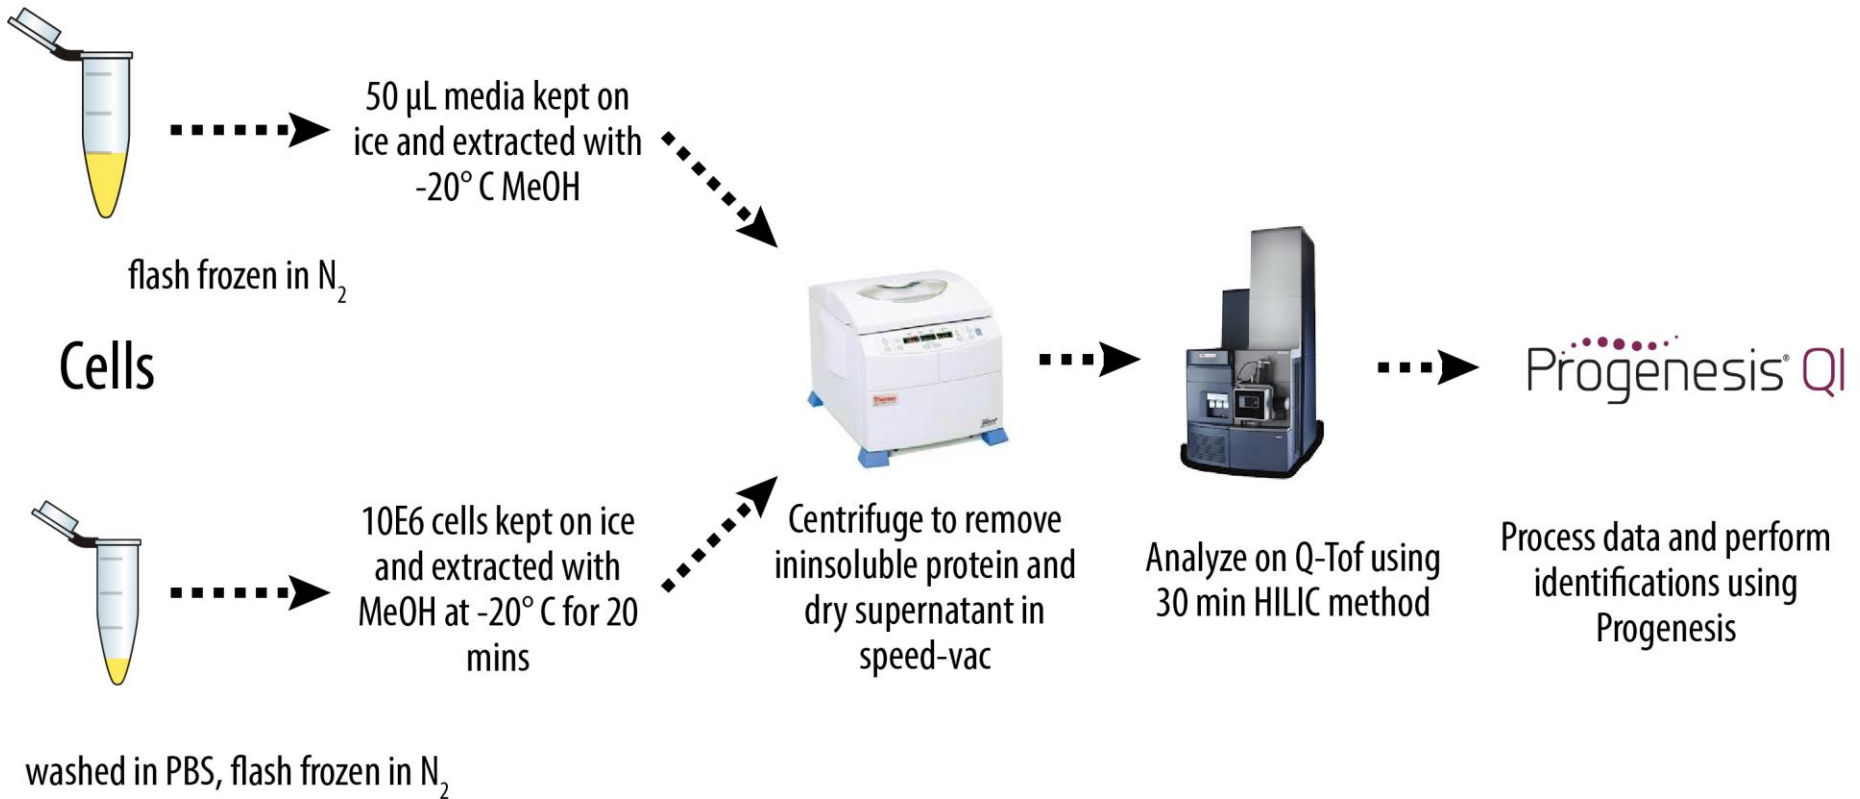 50 µL media kept on
ice and extracted with
-20° C MeOH
flash frozen in N2
Cells
10E6 cells kept on ice
and extracted with
MeOH at -20° C for 20
mins
washed in PBS, flash frozen in N2
Thermo
Centrifuge to remove
ininsoluble protein and
dry supernatant in
speed-vac
Analyze on Q-Tof using
30 min HILIC method
Progenesis® QI
Process data and perform
identifications using
Progenesis